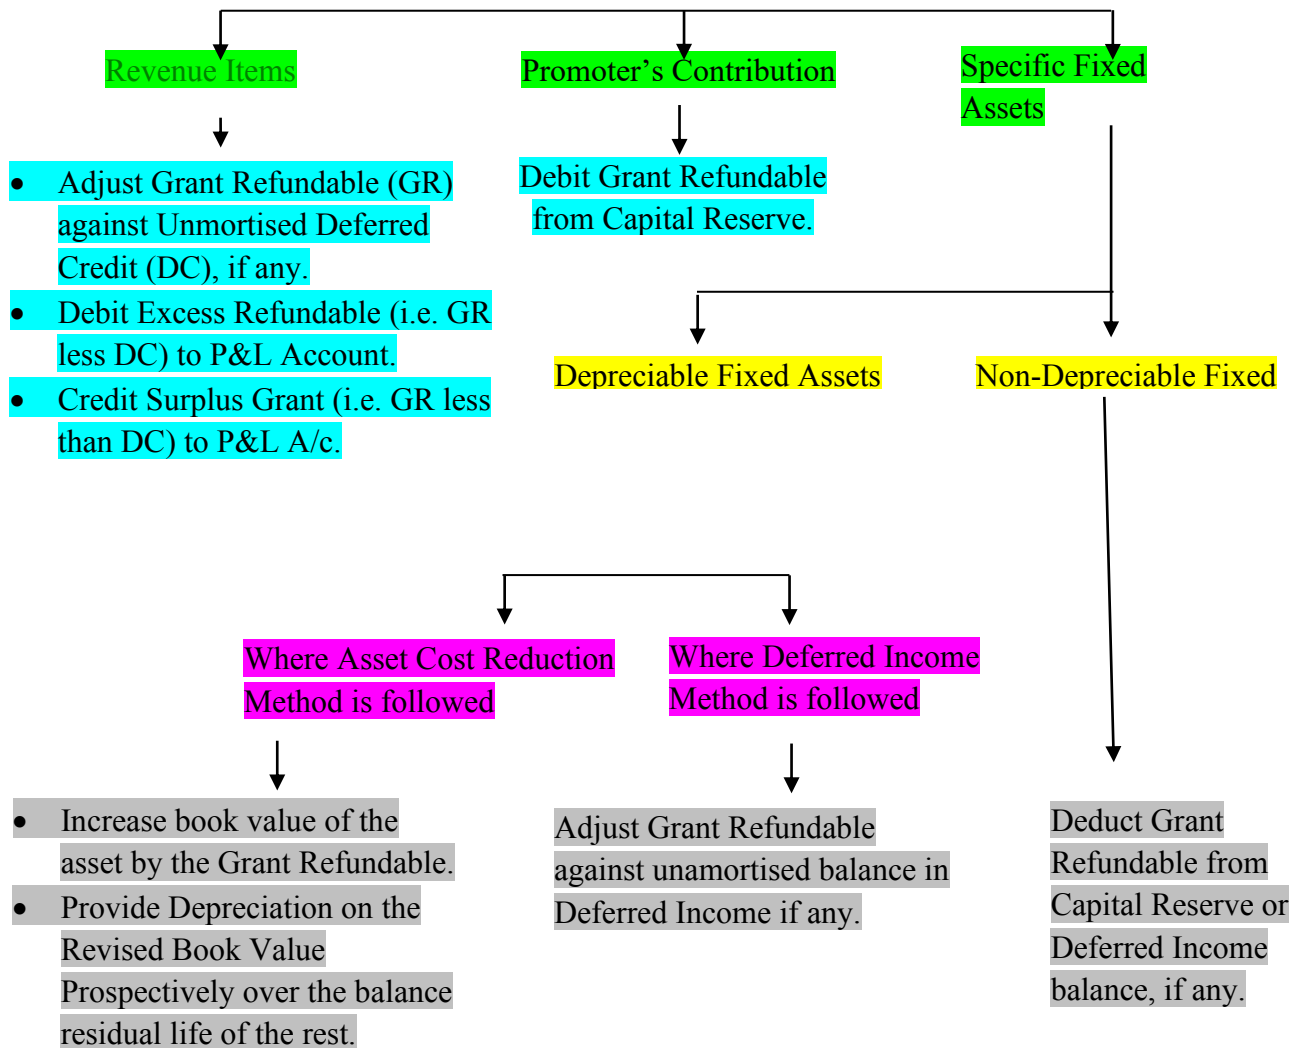 Revenue Items
Promoter’s Contribution
Specific Fixed
Assets
• Adjust Grant Refundable (GR)
against Unmortised Deferred
Credit (DC), if any.
• Debit Excess Refundable (i.e. GR
less DC) to P&L Account.
• Credit Surplus Grant (i.e. GR less
than DC) to P&L A/c.
Debit Grant Refundable
from Capital Reserve.
Depreciable Fixed Assets
Non-Depreciable Fixed
Where Asset Cost Reduction
Method is followed
Where Deferred Income
Method is followed
• Increase book value of the
asset by the Grant Refundable.
• Provide Depreciation on the
Revised Book Value
Prospectively over the balance
residual life of the rest.
Adjust Grant Refundable
against unamortised balance in
Deferred Income if any.
Deduct Grant
Refundable from
Capital Reserve or
Deferred Income
balance, if any.